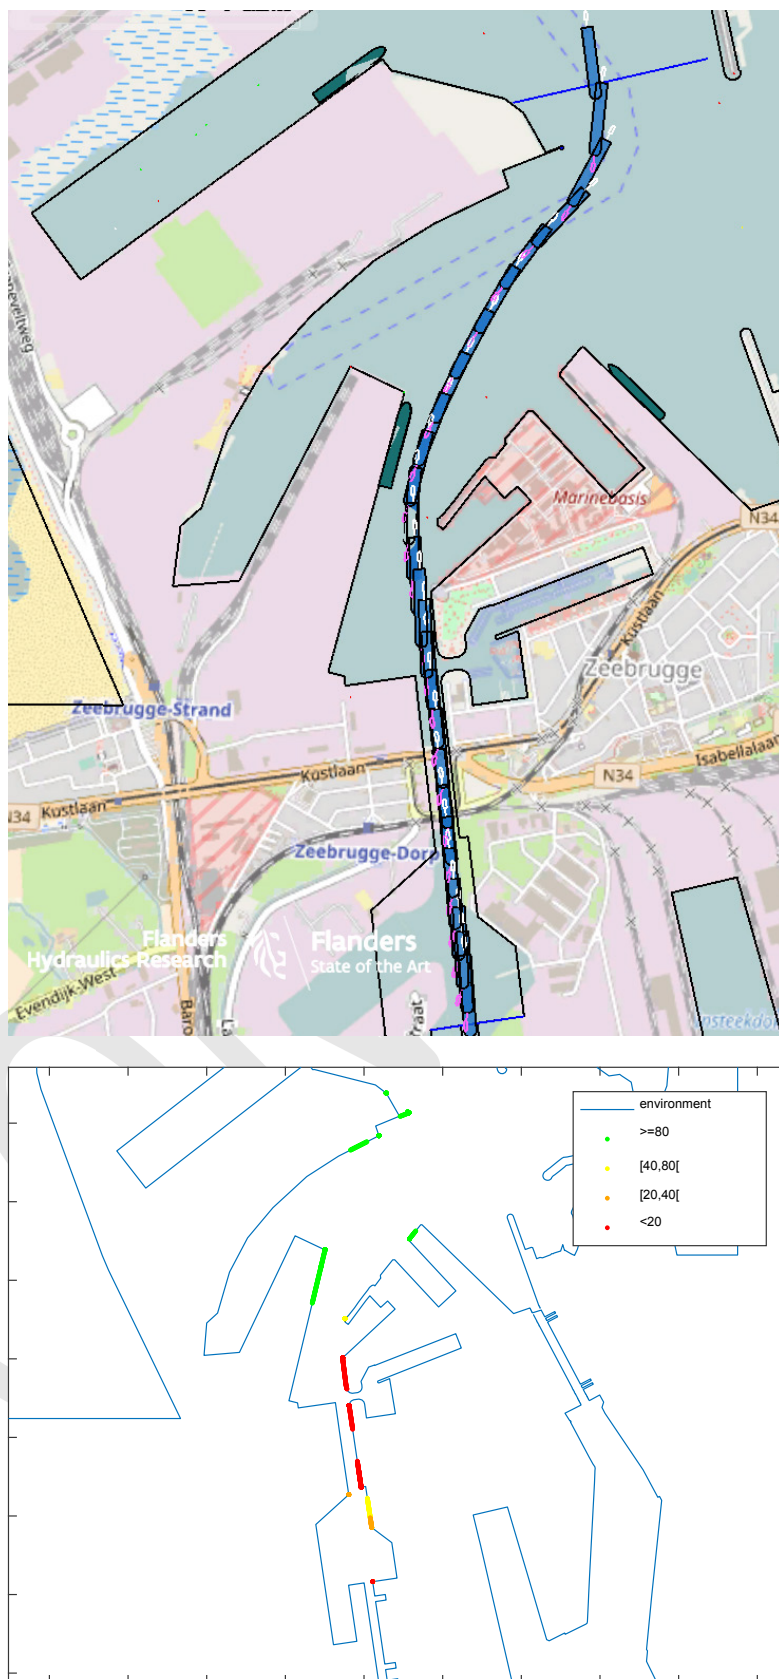 Marinebasis
N34
Kustlaan
Zeebrugge
Zeebrugge-Strand
Isabellalaan
Kustlaan
N34
N34
Kustlaan
Zeebrugge-Dorp
Flanders
Hydraulics Research
Flanders
State of the Art
Evendijk-West
environment
>=80
[40,80[
[20,40[
<20